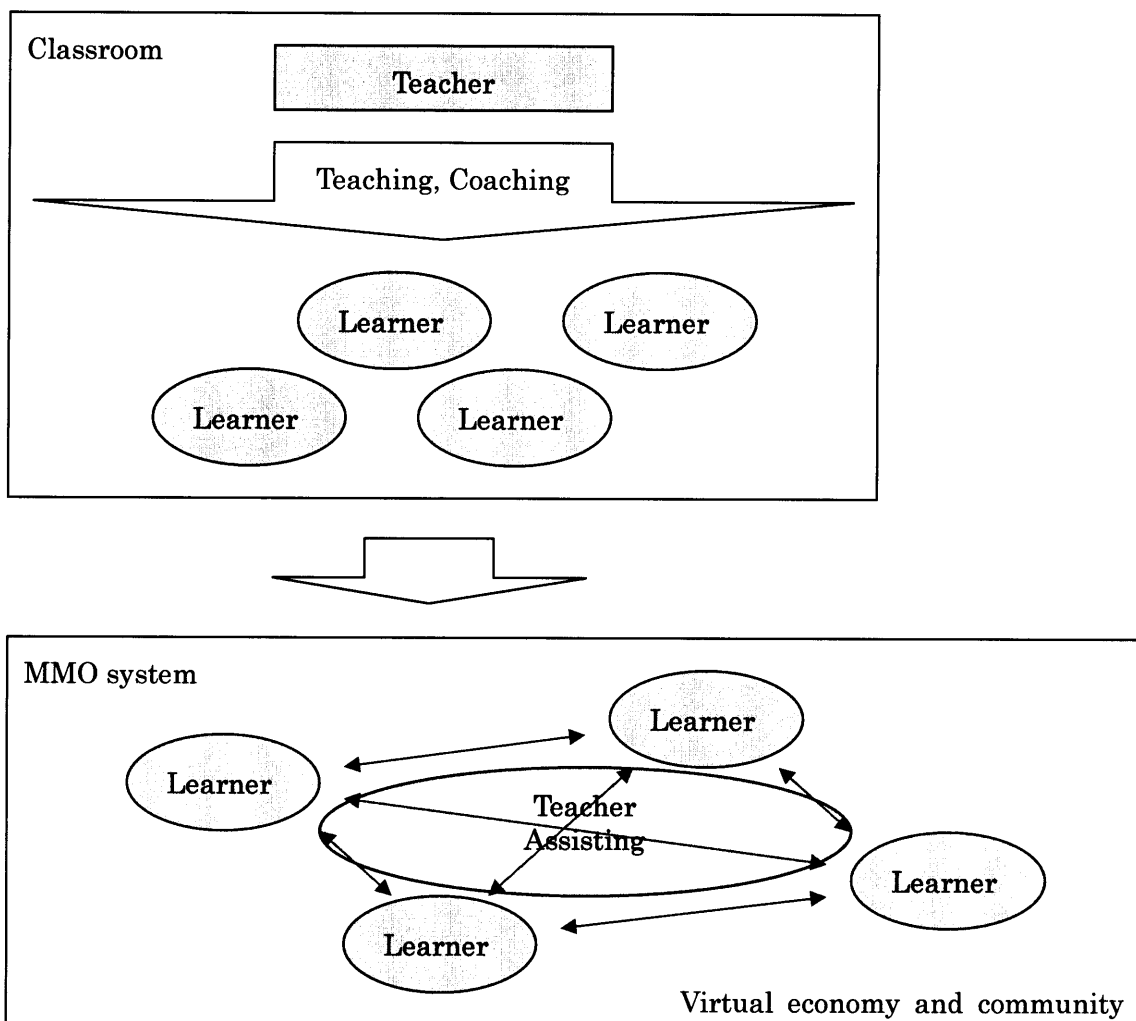 Classroom
Teacher
Teaching, Coaching
Learner
Learner
Learner
Learner
MMO system
Learner
Learner
Teacher
Assisting
Learner
Learner
Virtual economy and community